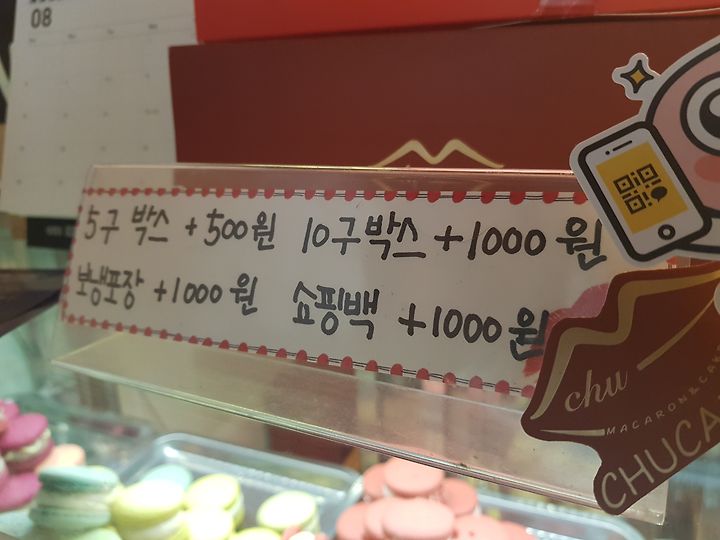 08
5구 박스 +500원 10구박스 +1000원
보냉포장 +1000원 쇼핑백 +1000원
chu
MACARON&CA
CHUCA